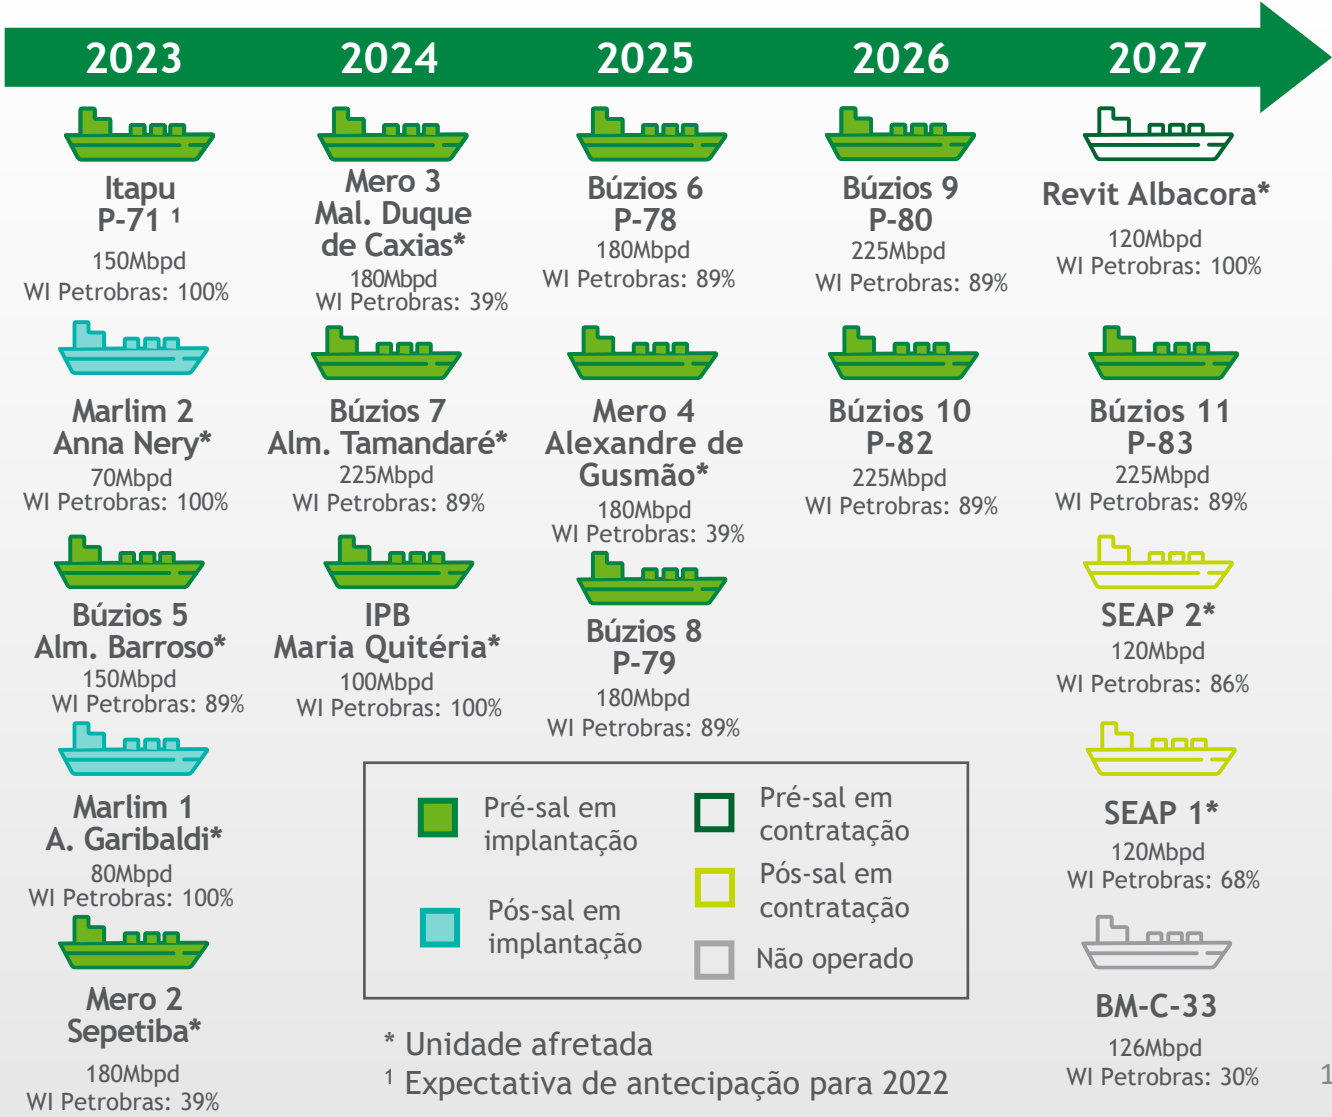 2023
2024
2025
2026
2027
Itapu
P-71 ¹
150Mbpd
WI Petrobras: 100%
Marlim 2
Anna Nery*
70Mbpd
WI Petrobras: 100%
Búzios 5
Alm. Barroso*
150Mbpd
WI Petrobras: 89%
Marlim 1
A. Garibaldi*
80Mbpd
WI Petrobras: 100%
Mero 2
Sepetiba*
180Mbpd
WI Petrobras: 39%
Mero 3
Mal. Duque
de Caxias*
180Mbpd
WI Petrobras: 39%
Búzios 7
Alm. Tamandaré*
225Mbpd
WI Petrobras: 89%
IPB
Maria Quitéria*
100Mbpd
WI Petrobras: 100%
Búzios 6
P-78
180Mbpd
WI Petrobras: 89%
Mero 4
Alexandre de
Gusmão*
180Mbpd
WI Petrobras: 39%
Búzios 8
P-79
180Mbpd
WI Petrobras: 89%
Búzios 9
P-80
225Mbpd
WI Petrobras: 89%
Búzios 10
P-82
225Mbpd
WI Petrobras: 89%
Revit Albacora*
120Mbpd
WI Petrobras: 100%
Búzios 11
P-83
225Mbpd
WI Petrobras: 89%
SEAP 2*
120Mbpd
WI Petrobras: 86%
SEAP 1*
120Mbpd
WI Petrobras: 68%
BM-C-33
126Mbpd
WI Petrobras: 30%
Pré-sal em
implantação
Pós-sal em
implantação
Pré-sal em
contratação
Pós-sal em
contratação
Não operado
* Unidade afretada
¹ Expectativa de antecipação para 2022
1